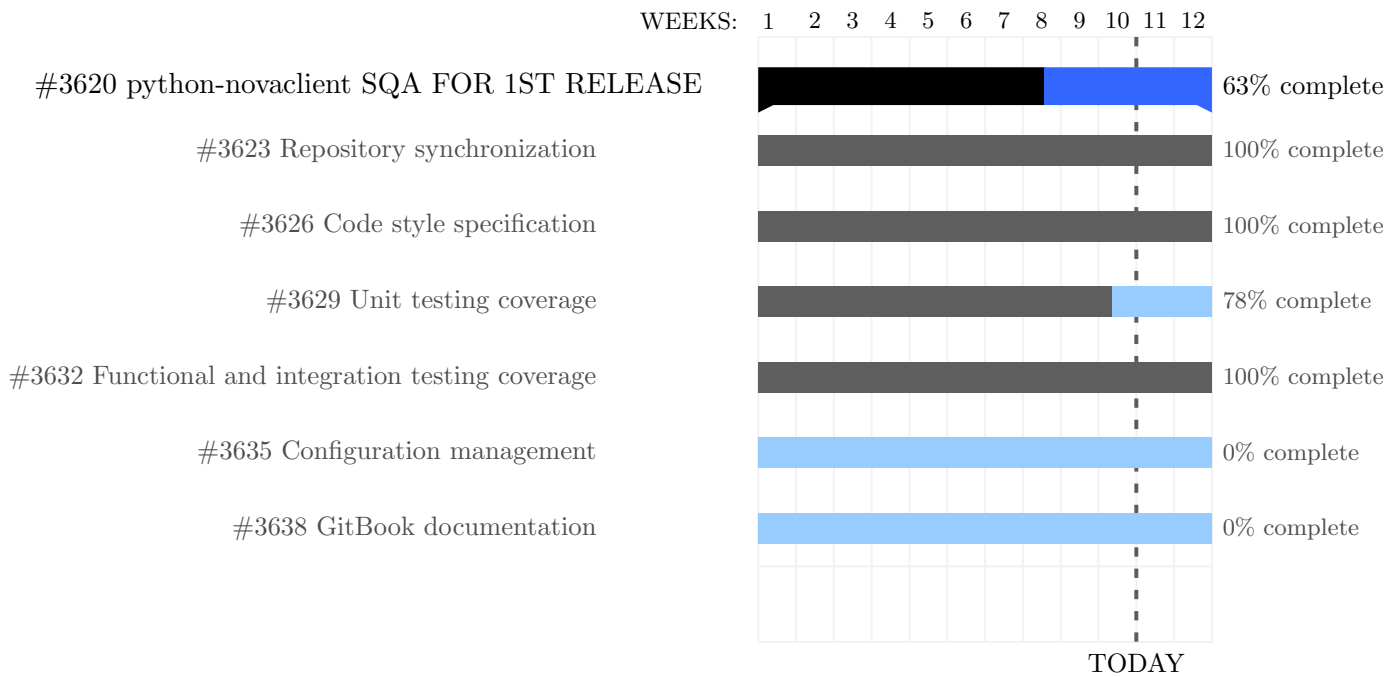 WEEKS: 1 2 3 4 5 6 7 8 9 10 11 12
#3620 python-novaclient SQA FOR 1ST RELEASE 63% complete
#3623 Repository synchronization 100% complete
#3626 Code style specification 100% complete
#3629 Unit testing coverage 78% complete
#3632 Functional and integration testing coverage 100% complete
#3635 Configuration management 0% complete
#3638 GitBook documentation 0% complete
TODAY